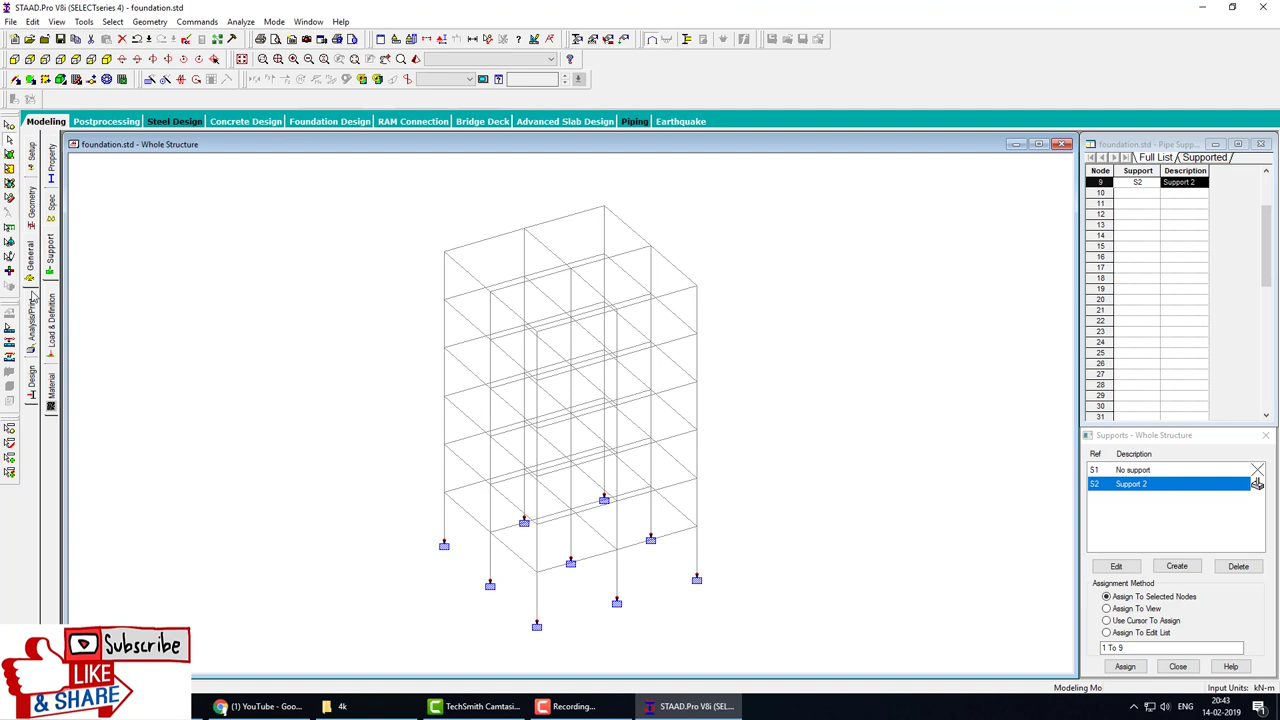 STAAD.Pro V8i (SELECTseries 4) - foundation.std
File Edit View Tools Select Geometry Commands Analyze Mode Window Help
Modeling Postprocessing Steel Design Concrete Design Foundation Design RAM Connection Bridge Deck Advanced Slab Design Piping Earthquake
foundation.std - Whole Structure
foundation.std - Pipe Supp...
Full List Supported
Node Support Description
9 S2 Support 2
10
11
12
13
14
15
16
17
18
19
20
21
22
23
24
25
26
27
28
29
30
31
Setup
Geometry
General
Analysis/Print
Design
Property
Spec
Support
Load & Definition
Material
Supports - Whole Structure
Ref Description
S1 No support
S2 Support 2
Edit Create Delete
Assignment Method
Assign To Selected Nodes
Assign To View
Use Cursor To Assign
Assign To Edit List
1 To 9
Assign Close Help
Subscribe
LIKE
& SHARE
Modeling Mo Input Units: kN-m
(1) YouTube - Goo... 4k TechSmith Camtasi... Recording... STAAD.Pro V8i (SEL... ENG 20:43
14-02-2019